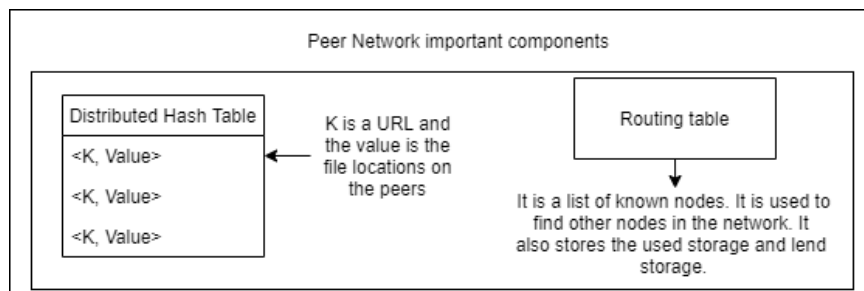 Peer Network important components
Distributed Hash Table
<K, Value>
<K, Value>
<K, Value>
K is a URL and
the value is the
file locations on
the peers
Routing table
It is a list of known nodes. It is used to
find other nodes in the network. It
also stores the used storage and lend
storage.